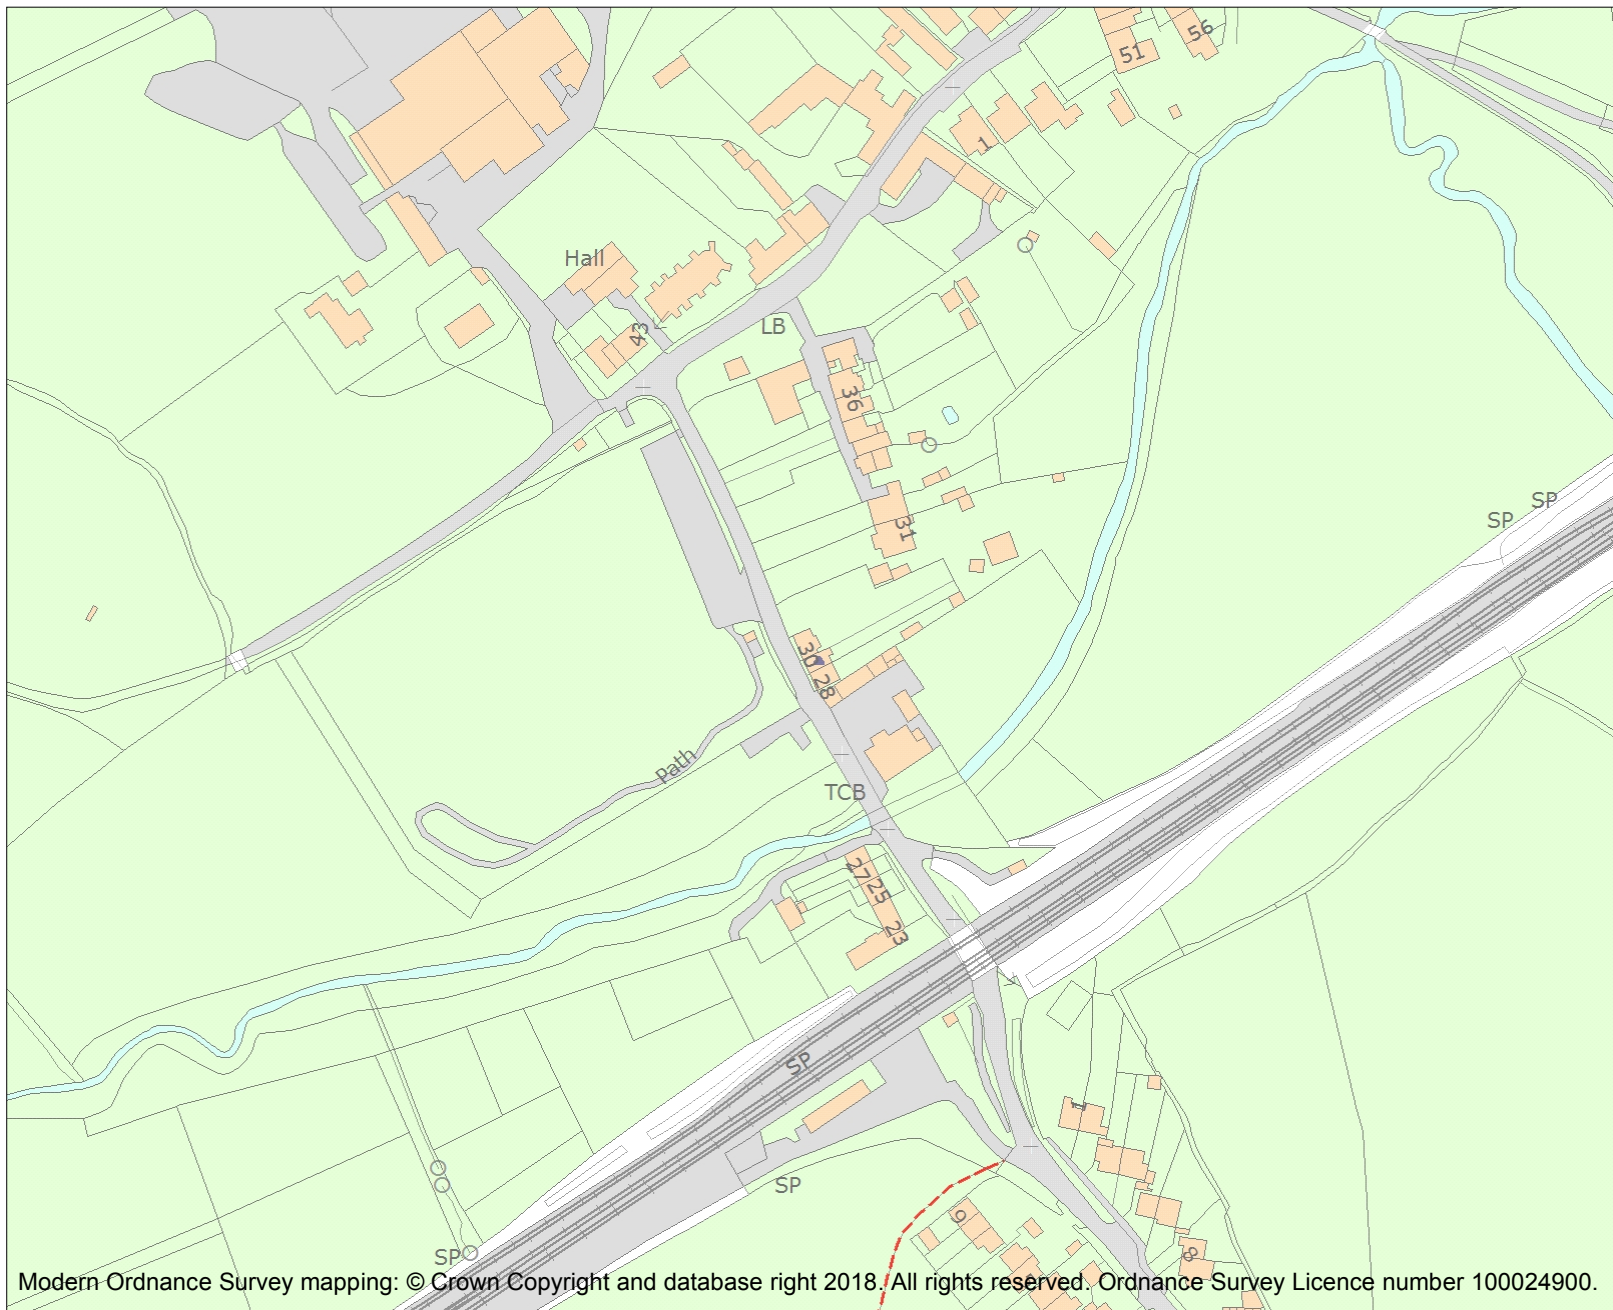 56
51
1
Hall
43
LB
36
SP
SP
31
30
28
Path
TCB
27
25
23
SP
1
SP
9
8
SP
Modern Ordnance Survey mapping: © Crown Copyright and database right 2018. All rights reserved. Ordnance Survey Licence number 100024900.